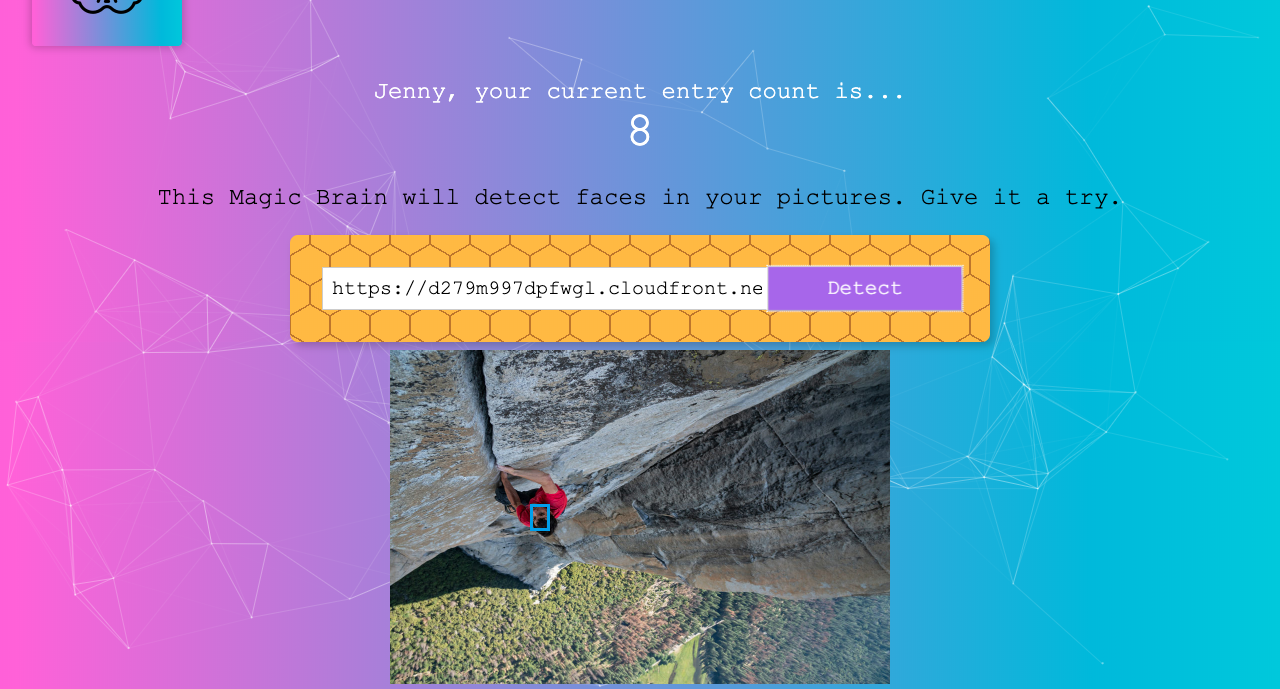 Jenny, your current entry count is...
8
This Magic Brain will detect faces in your pictures. Give it a try.
https://d279m997dpfwgl.cloudfront.ne Detect